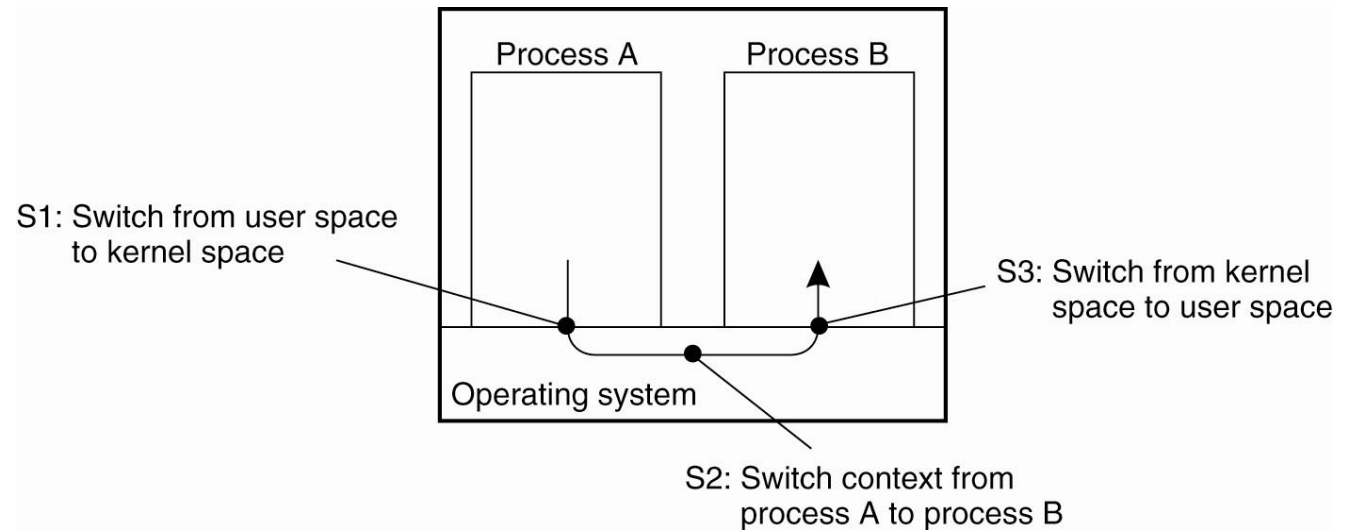 Process A
Process B
S1: Switch from user space
to kernel space
S3: Switch from kernel
space to user space
Operating system
S2: Switch context from
process A to process B